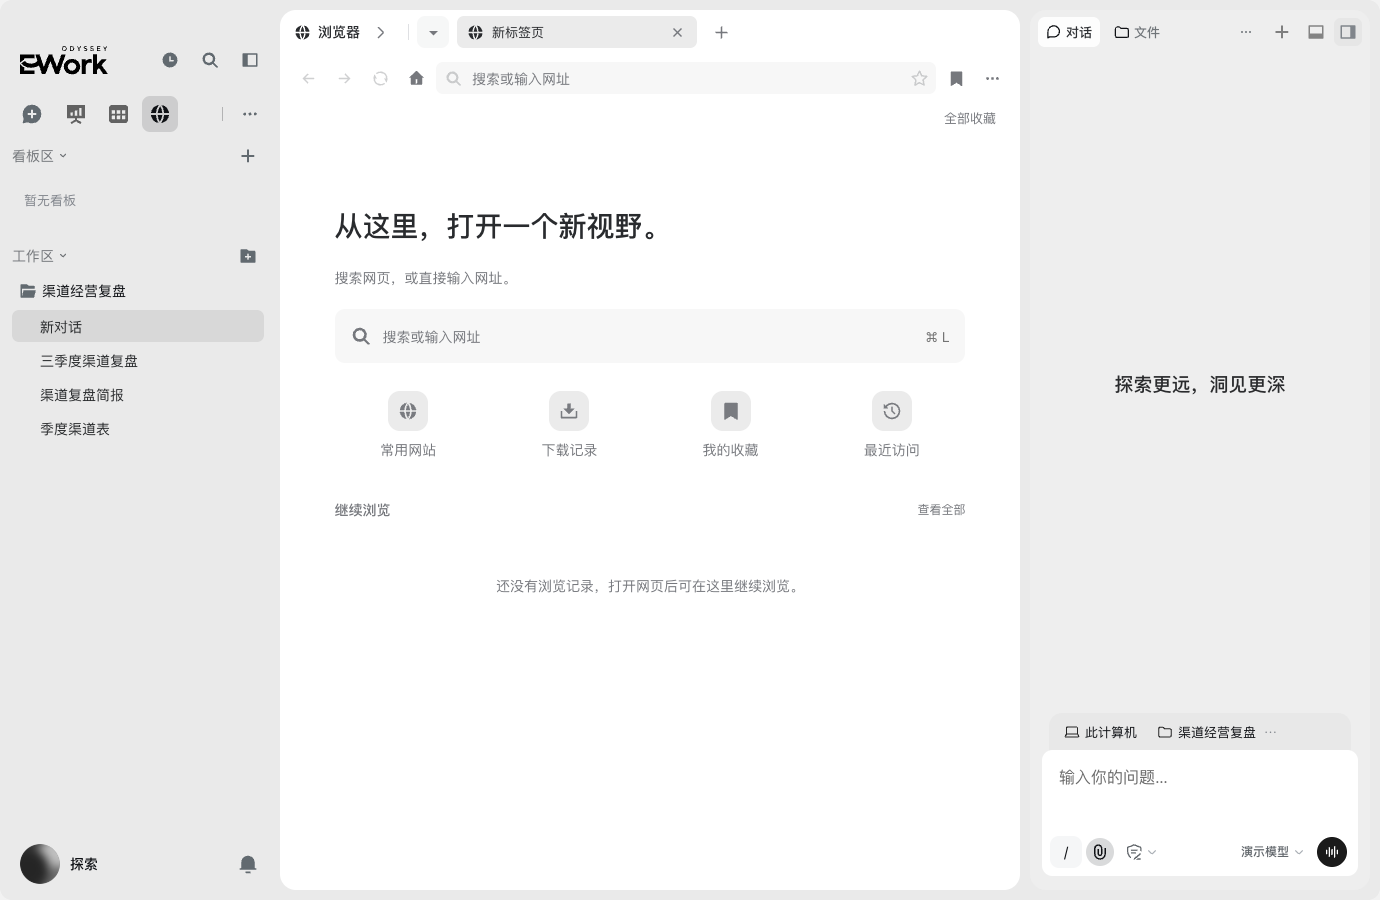 ODYSSEY
EWork
看板区
暂无看板
工作区
渠道经营复盘
新对话
三季度渠道复盘
渠道复盘简报
季度渠道表
探索
浏览器
新标签页
搜索或输入网址
全部收藏
从这里，打开一个新视野。
搜索网页，或直接输入网址。
搜索或输入网址
⌘ L
常用网站
下载记录
我的收藏
最近访问
继续浏览
查看全部
还没有浏览记录，打开网页后可在这里继续浏览。
对话
文件
探索更远，洞见更深
此计算机
渠道经营复盘
输入你的问题...
/
演示模型